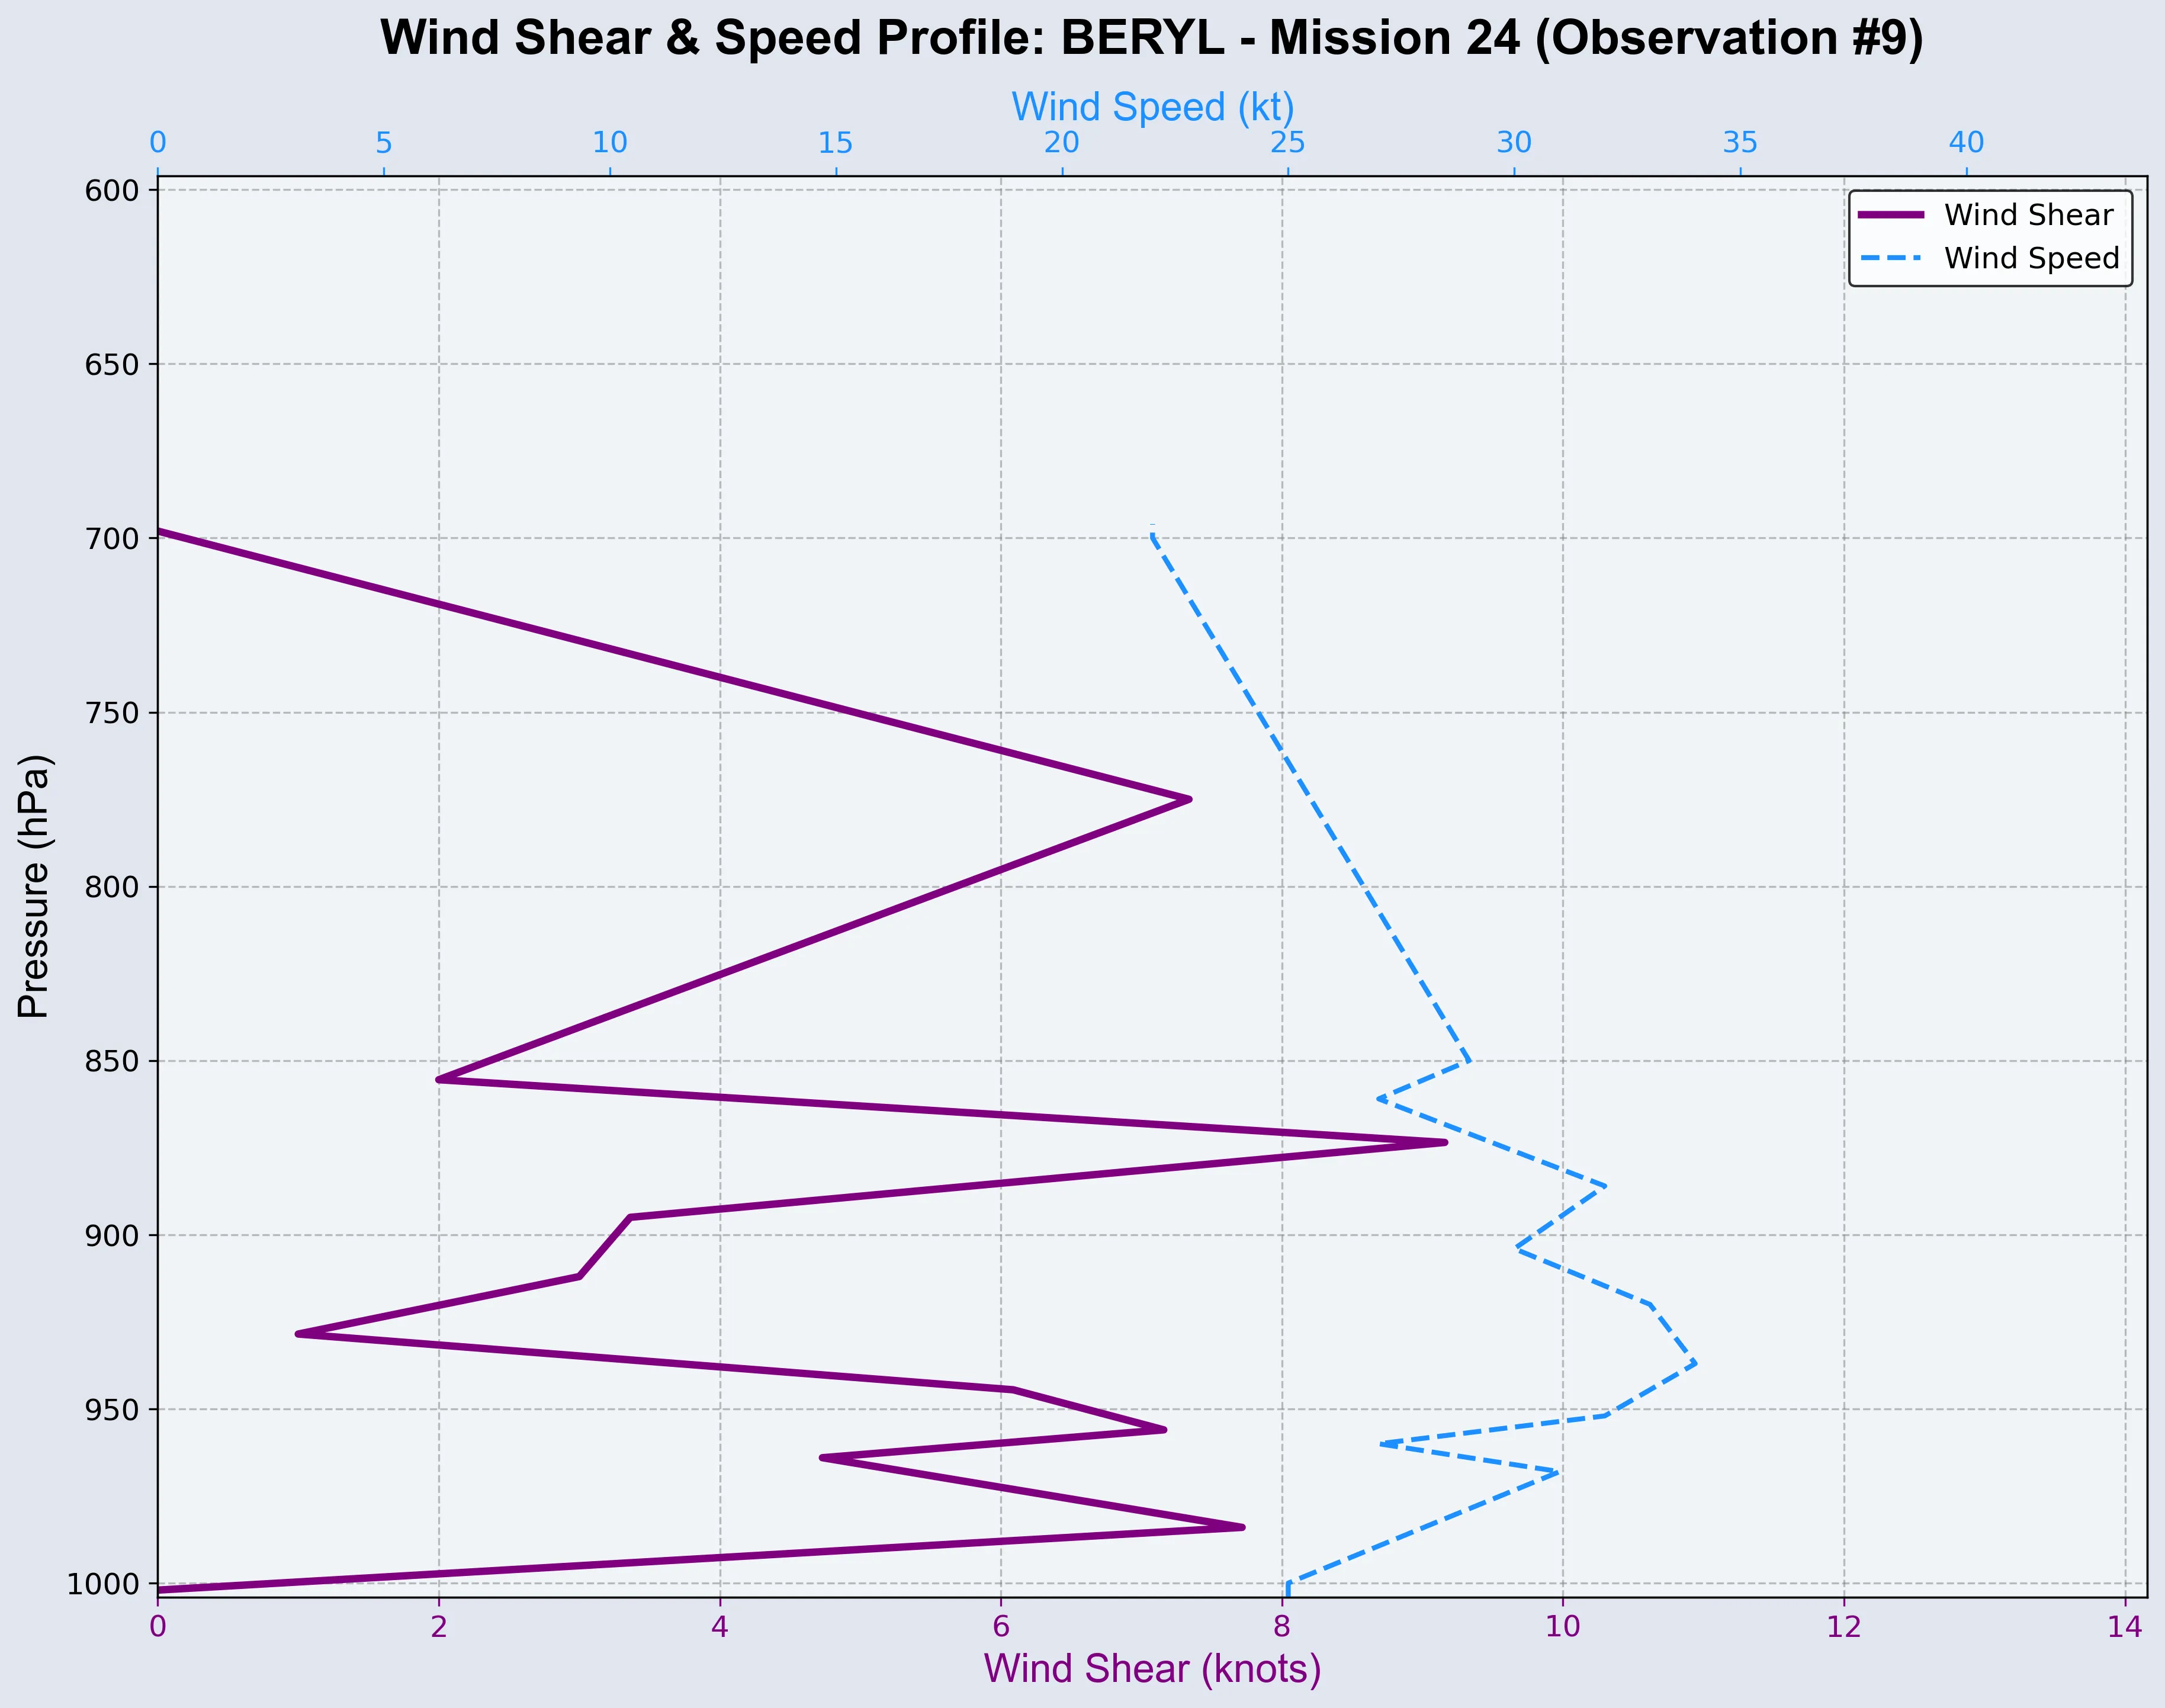 Wind Shear & Speed Profile: BERYL - Mission 24 (Observation #9)
Wind Speed (kt)
0 5 10 15 20 25 30 35 40
Wind Shear
Wind Speed
600
650
700
750
800
850
900
950
1000
Pressure (hPa)
0 2 4 6 8 10 12 14
Wind Shear (knots)